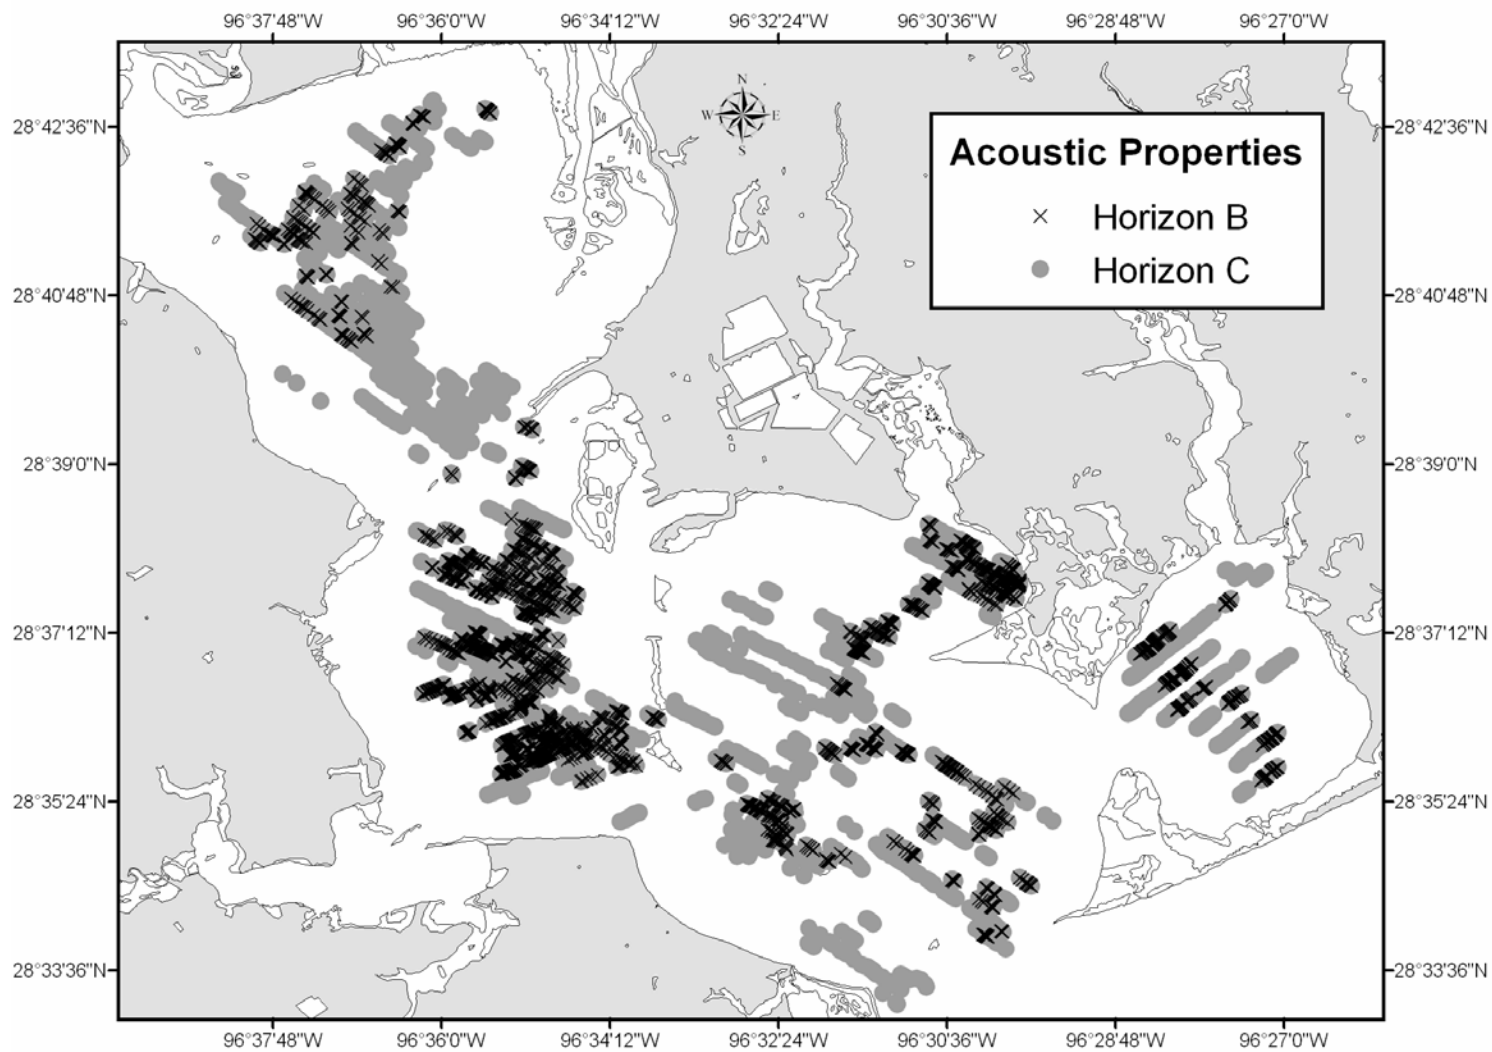 96°37'48"W 96°36'0"W 96°34'12"W 96°32'24"W 96°30'36"W 96°28'48"W 96°27'0"W
N
W E
S
28°42'36"N 28°42'36"N
Acoustic Properties
Horizon B
Horizon C
28°40'48"N 28°40'48"N
28°39'0"N 28°39'0"N
28°37'12"N 28°37'12"N
28°35'24"N 28°35'24"N
28°33'36"N 28°33'36"N
96°37'48"W 96°36'0"W 96°34'12"W 96°32'24"W 96°30'36"W 96°28'48"W 96°27'0"W